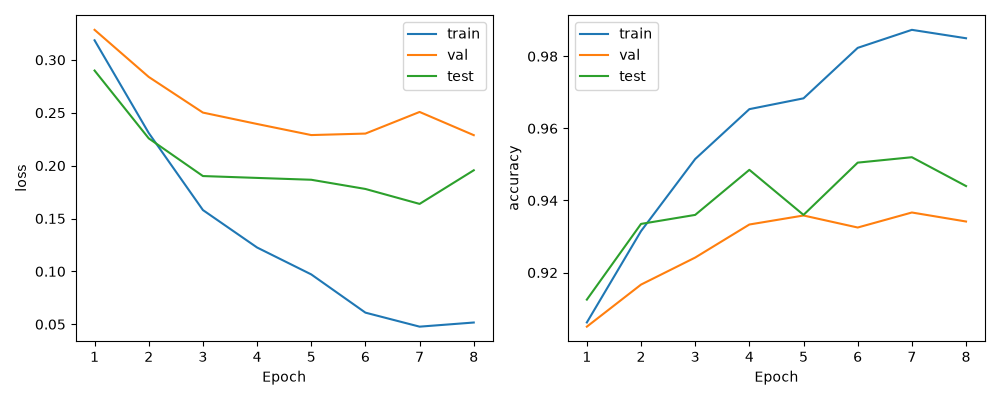 train
val
test
0.30
0.25
0.20
0.15
0.10
0.05
loss
1 2 3 4 5 6 7 8
Epoch
train
val
test
0.98
0.96
0.94
0.92
accuracy
1 2 3 4 5 6 7 8
Epoch